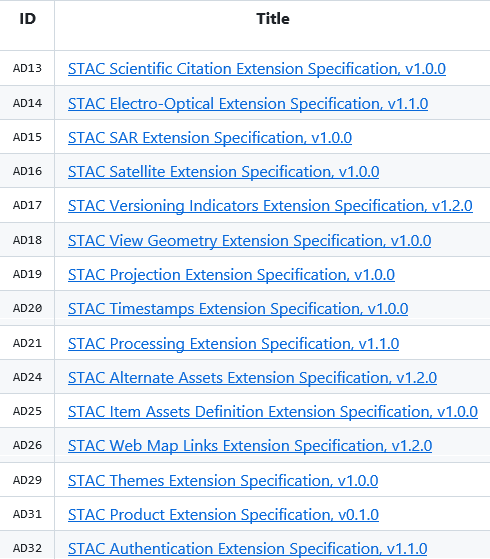 ID Title
AD13 STAC Scientific Citation Extension Specification, v1.0.0
AD14 STAC Electro-Optical Extension Specification, v1.1.0
AD15 STAC SAR Extension Specification, v1.0.0
AD16 STAC Satellite Extension Specification, v1.0.0
AD17 STAC Versioning Indicators Extension Specification, v1.2.0
AD18 STAC View Geometry Extension Specification, v1.0.0
AD19 STAC Projection Extension Specification, v1.0.0
AD20 STAC Timestamps Extension Specification, v1.0.0
AD21 STAC Processing Extension Specification, v1.1.0
AD24 STAC Alternate Assets Extension Specification, v1.2.0
AD25 STAC Item Assets Definition Extension Specification, v1.0.0
AD26 STAC Web Map Links Extension Specification, v1.2.0
AD29 STAC Themes Extension Specification, v1.0.0
AD31 STAC Product Extension Specification, v0.1.0
AD32 STAC Authentication Extension Specification, v1.1.0